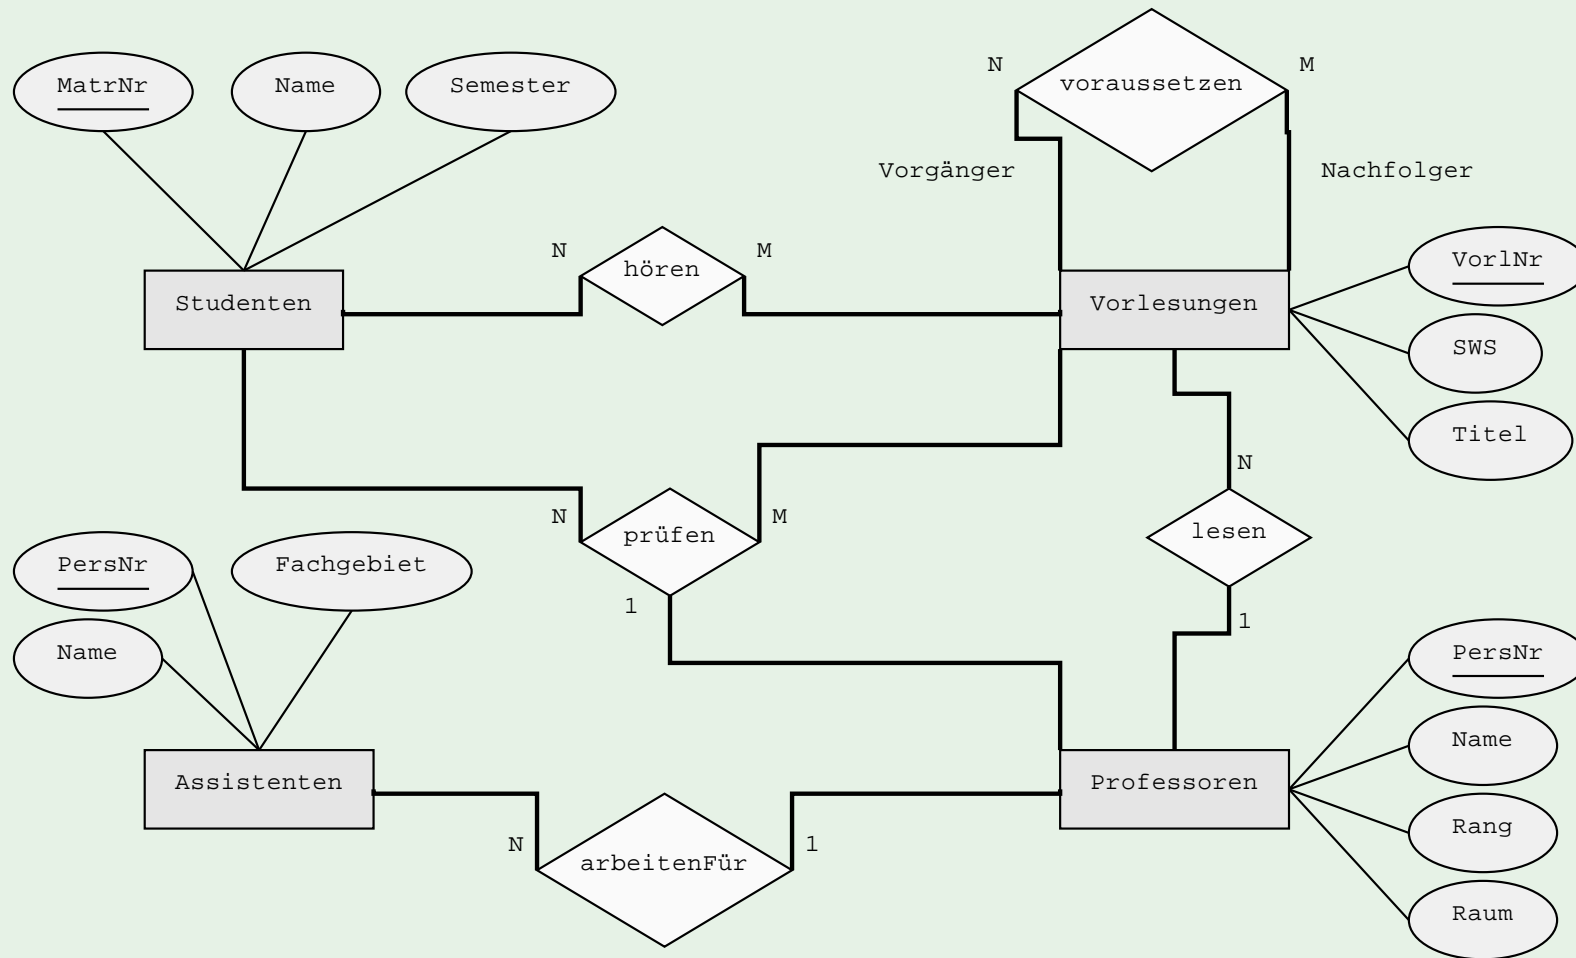 N
voraussetzen
M
MatrNr
Name
Semester
Vorgänger
Nachfolger
N
hören
M
VorlNr
Studenten
Vorlesungen
SWS
Titel
N
N
prüfen
M
lesen
PersNr
Fachgebiet
1
1
Name
PersNr
Name
Assistenten
Professoren
Rang
N
arbeitenFür
1
Raum